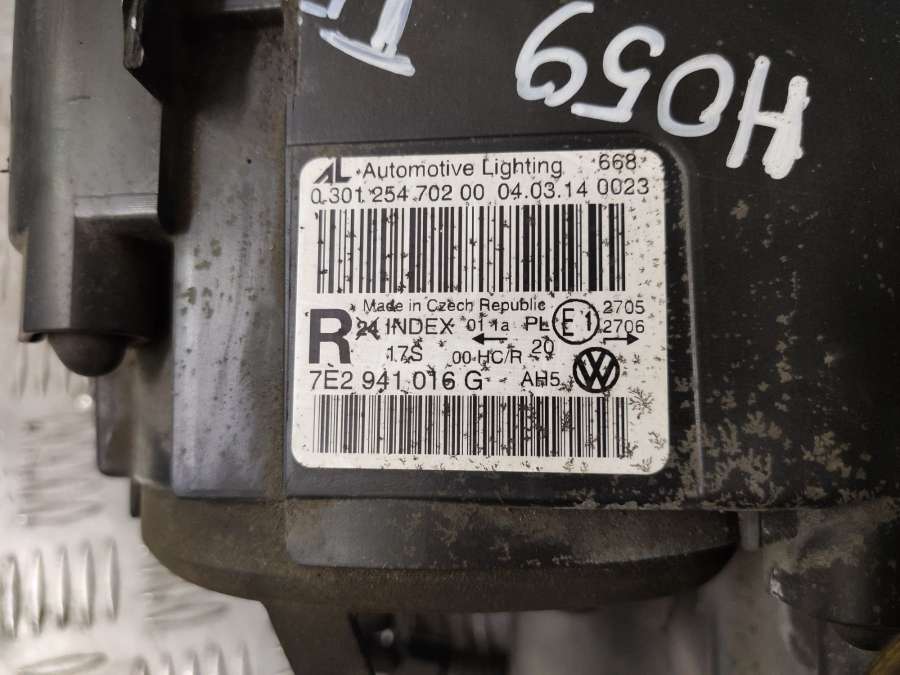 H059
AL Automotive Lighting 668
0 301 254 702 00 04.03.14 0023
Made in Czech Republic
R 24 INDEX 01 1a PL E1 2705
2706
17S 00 HC/R 20
7E2 941 016 G AH5 VW